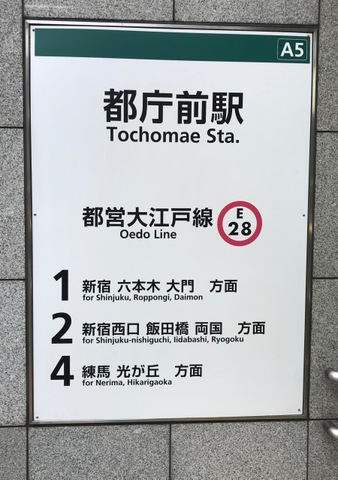 A5
都庁前駅
Tochomae Sta.
都営大江戸線
Oedo Line
E
28
1 新宿 六本木 大門 方面
for Shinjuku, Roppongi, Daimon
2 新宿西口 飯田橋 両国 方面
for Shinjuku-nishiguchi, Iidabashi, Ryogoku
4 練馬 光が丘 方面
for Nerima, Hikarigaoka